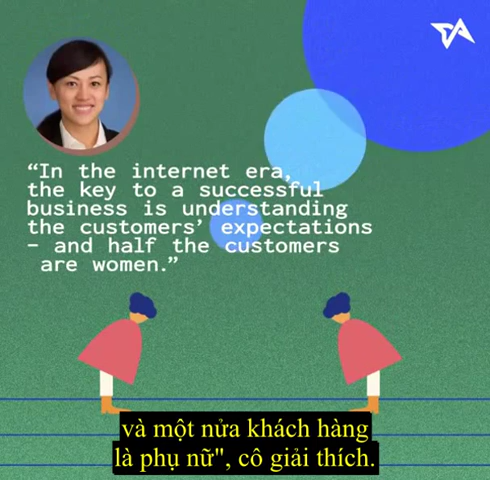 “In the internet era,
the key to a successful
business is understanding
the customers’ expectations
– and half the customers
are women.”
và một nửa khách hàng
là phụ nữ", cô giải thích.